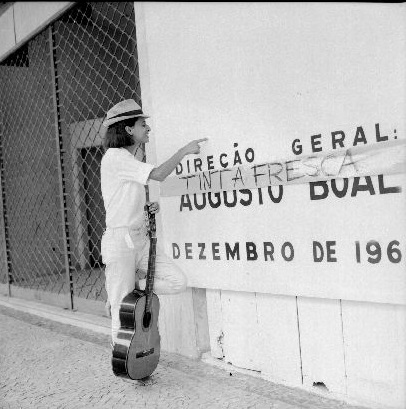 DIREÇÃO GERAL:
TINTA FRESCA
AUGUSTO BOAL
DEZEMBRO DE 196